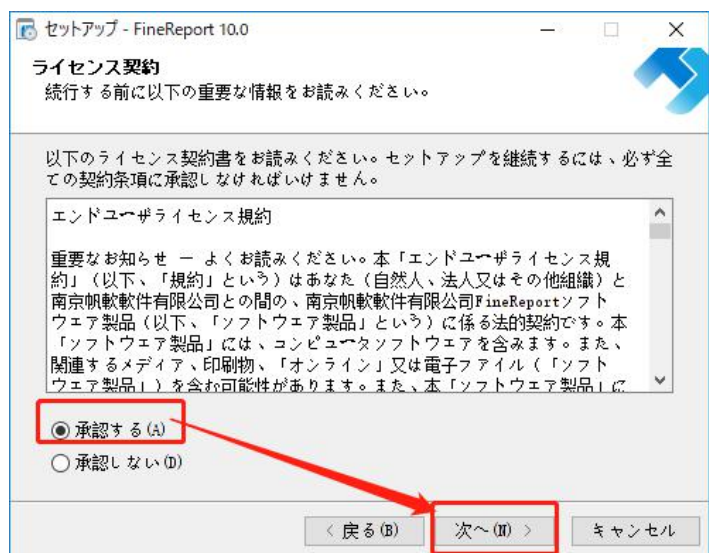 セットアップ - FineReport 10.0
ライセンス契約
続行する前に以下の重要な情報をお読みください。
以下のライセンス契約書をお読みください。セットアップを継続するには、必ず全
ての契約条項に承認しなければいけません。
エンドユーザライセンス規約
重要なお知らせ ー よくお読みください。本「エンドユーザライセンス規
約」（以下、「規約」という）はあなた（自然人、法人又はその他組織）と
南京帆軟軟件有限公司との間の、南京帆軟軟件有限公司FineReportソフト
ウエア製品（以下、「ソフトウエア製品」という）に係る法的契約です。本
「ソフトウエア製品」には、コンピュータソフトウエアを含みます。また、
関連するメディア、印刷物、「オンライン」又は電子ファイル（「ソフト
ウエア製品」）を含む可能性があります。また、本「ソフトウエア製品」に
承認する(A)
承認しない(D)
< 戻る(B)
次へ(N) >
キャンセル